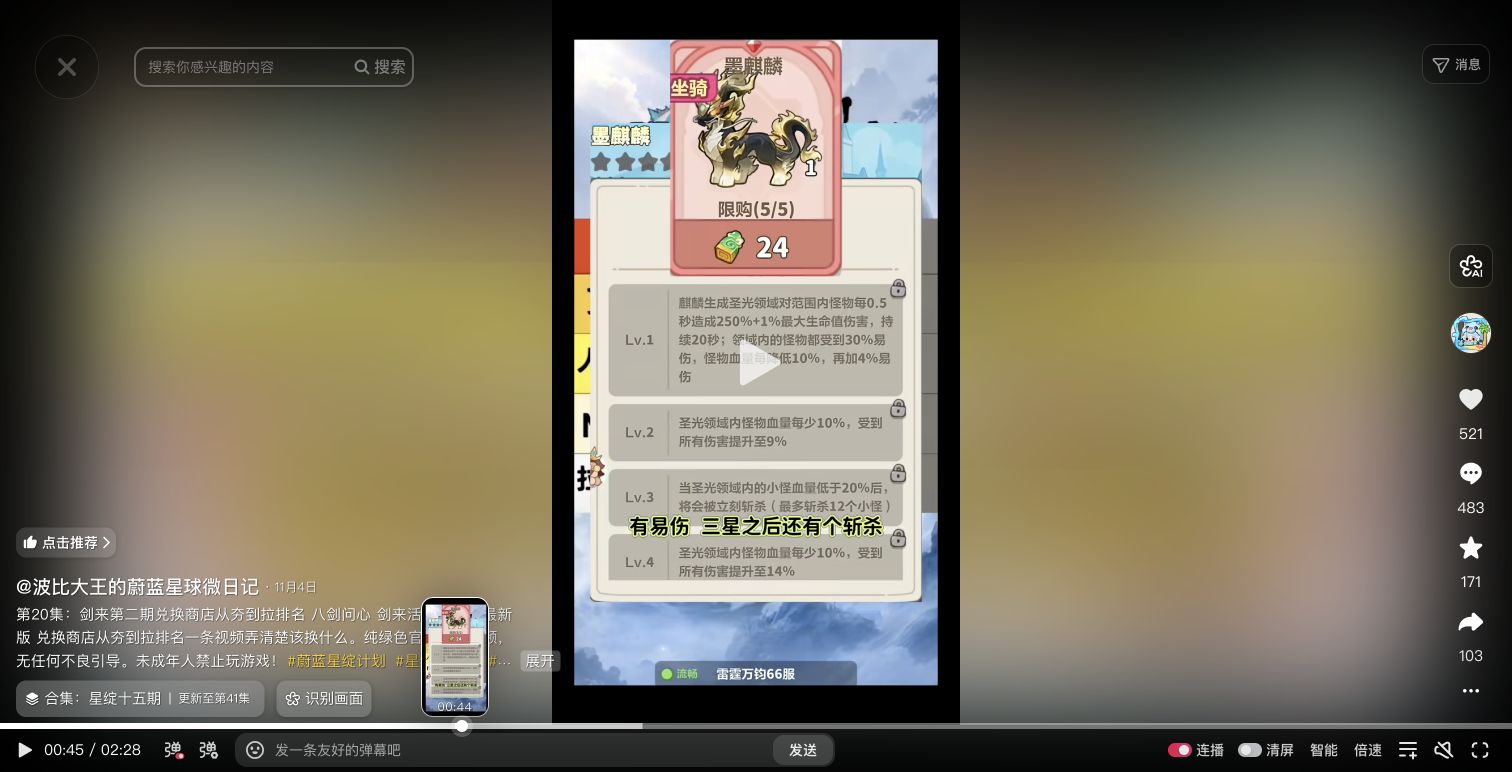 搜索你感兴趣的内容
搜索
消息
墨麒麟
坐骑
墨麒麟
1
限购(5/5)
24
Lv.1
麒麟生成圣光领域对范围内怪物每0.5
秒造成250%+1%最大生命值伤害，持
续20秒；领域内的怪物都受到30%易
伤，怪物血量每降低10%，再加4%易
伤
Lv.2
圣光领域内怪物血量每少10%，受到
所有伤害提升至9%
Lv.3
当圣光领域内的小怪血量低于20%后，
将会被立刻斩杀（最多斩杀12个小怪）
有易伤 三星之后还有个斩杀
Lv.4
圣光领域内怪物血量每少10%，受到
所有伤害提升至14%
流畅
雷霆万钧66服
AI
521
483
171
103
点击推荐
@波比大王的蔚蓝星球微日记 · 11月4日
第20集：剑来第二期兑换商店从夯到拉排名 八剑问心 剑来活
最新
版 兑换商店从夯到拉排名一条视频弄清楚该换什么。纯绿色官
无任何不良引导。未成年人禁止玩游戏！ #蔚蓝星绽计划 #星
#...
展开
合集：星绽十五期 | 更新至第41集
识别画面
00:44
00:45 / 02:28
弹
弹
发一条友好的弹幕吧
发送
连播
清屏
智能
倍速